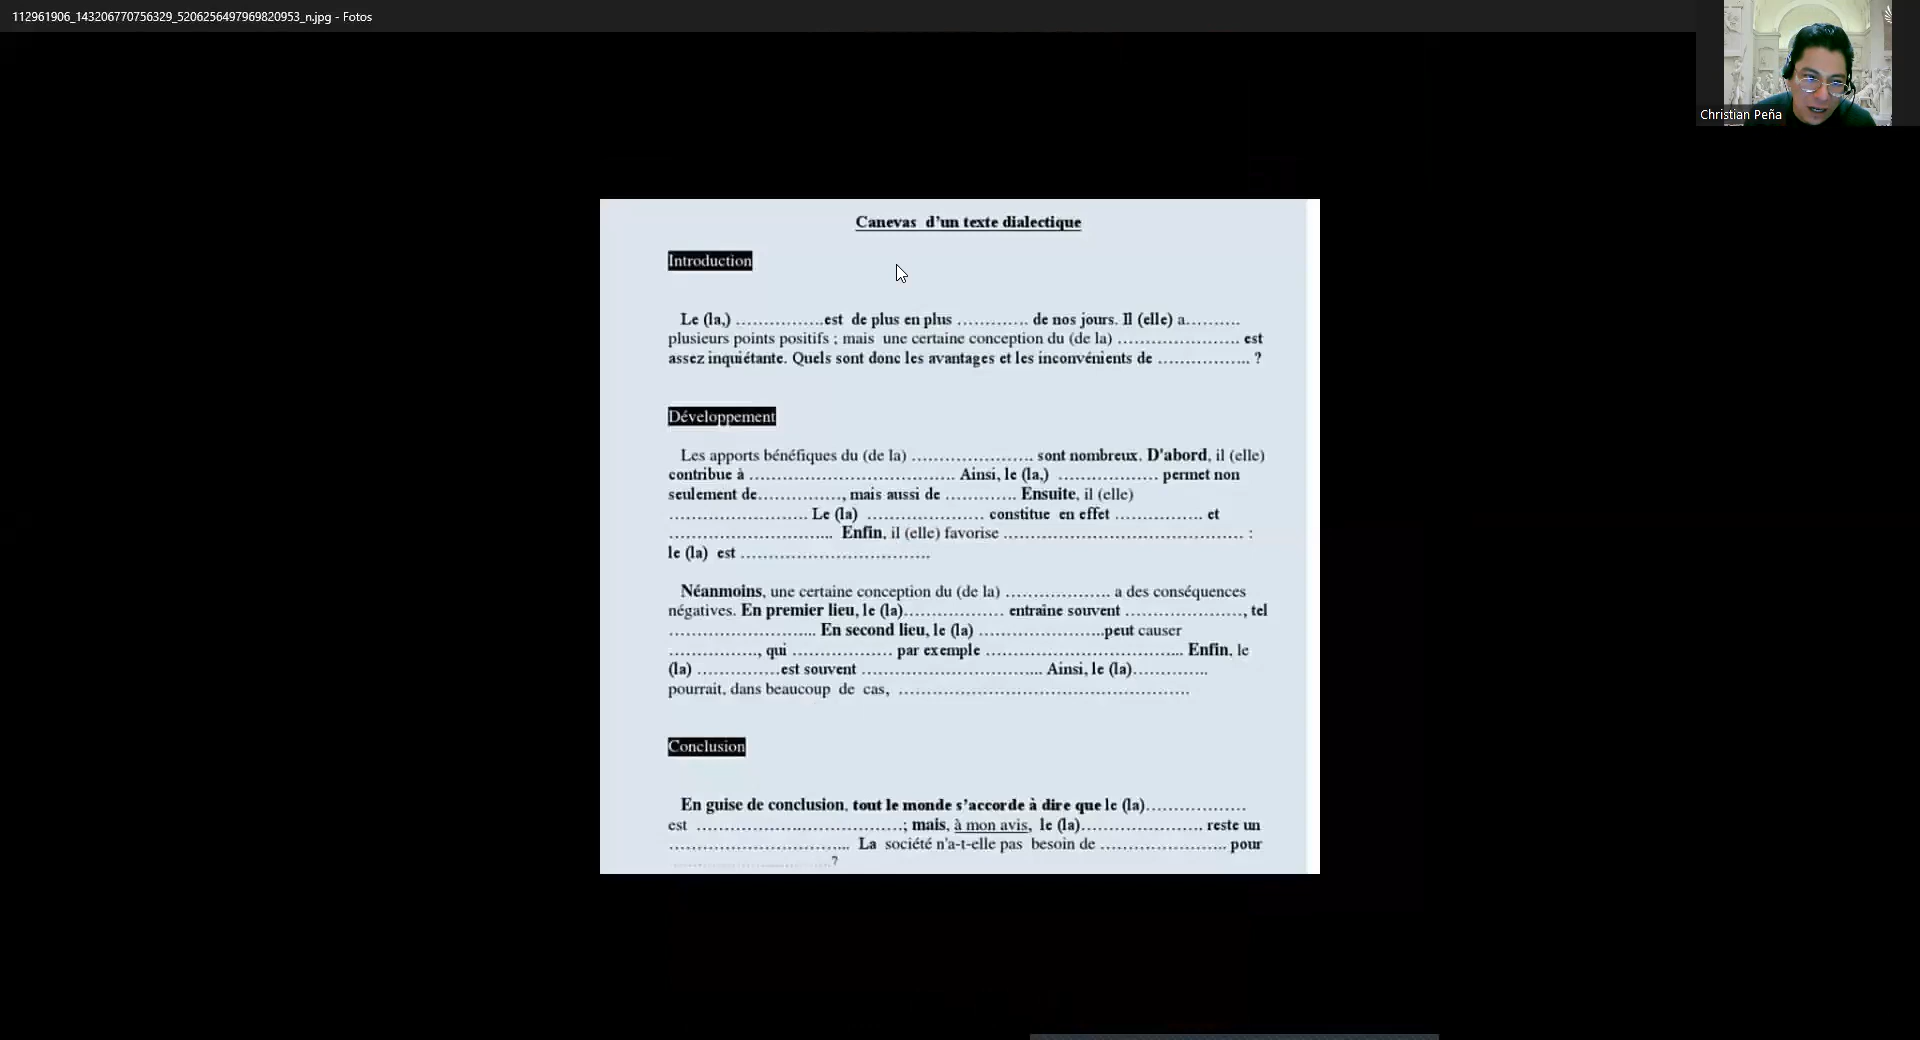 112961906_143206770756329_5206256497969820953_n.jpg - Fotos
Christian Peña
Canevas d'un texte dialectique
Introduction
Le (la,) ................est de plus en plus ............. de nos jours. Il (elle) a..........
plusieurs points positifs ; mais une certaine conception du (de la) ....................... est
assez inquiétante. Quels sont donc les avantages et les inconvénients de ................. ?
Développement
Les apports bénéfiques du (de la) ....................... sont nombreux. D'abord, il (elle)
contribue à ....................................... Ainsi, le (la,) ................... permet non
seulement de................, mais aussi de ............. Ensuite, il (elle)
.......................... Le (la) ...................... constitue en effet ................ et
............................... Enfin, il (elle) favorise ............................................. :
le (la) est ....................................
Néanmoins, une certaine conception du (de la) .................... a des conséquences
négatives. En premier lieu, le (la)................... entraîne souvent ......................, tel
............................ En second lieu, le (la) ........................peut causer
................., qui ................... par exemple ..................................... Enfin, le
(la) ................est souvent .................................. Ainsi, le (la)..............
pourrait, dans beaucoup de cas, .......................................................
Conclusion
En guise de conclusion, tout le monde s'accorde à dire que le (la)...................
est .......................................; mais, à mon avis, le (la)....................... reste un
.................................. La société n'a-t-elle pas besoin de ........................ pour
...............................?